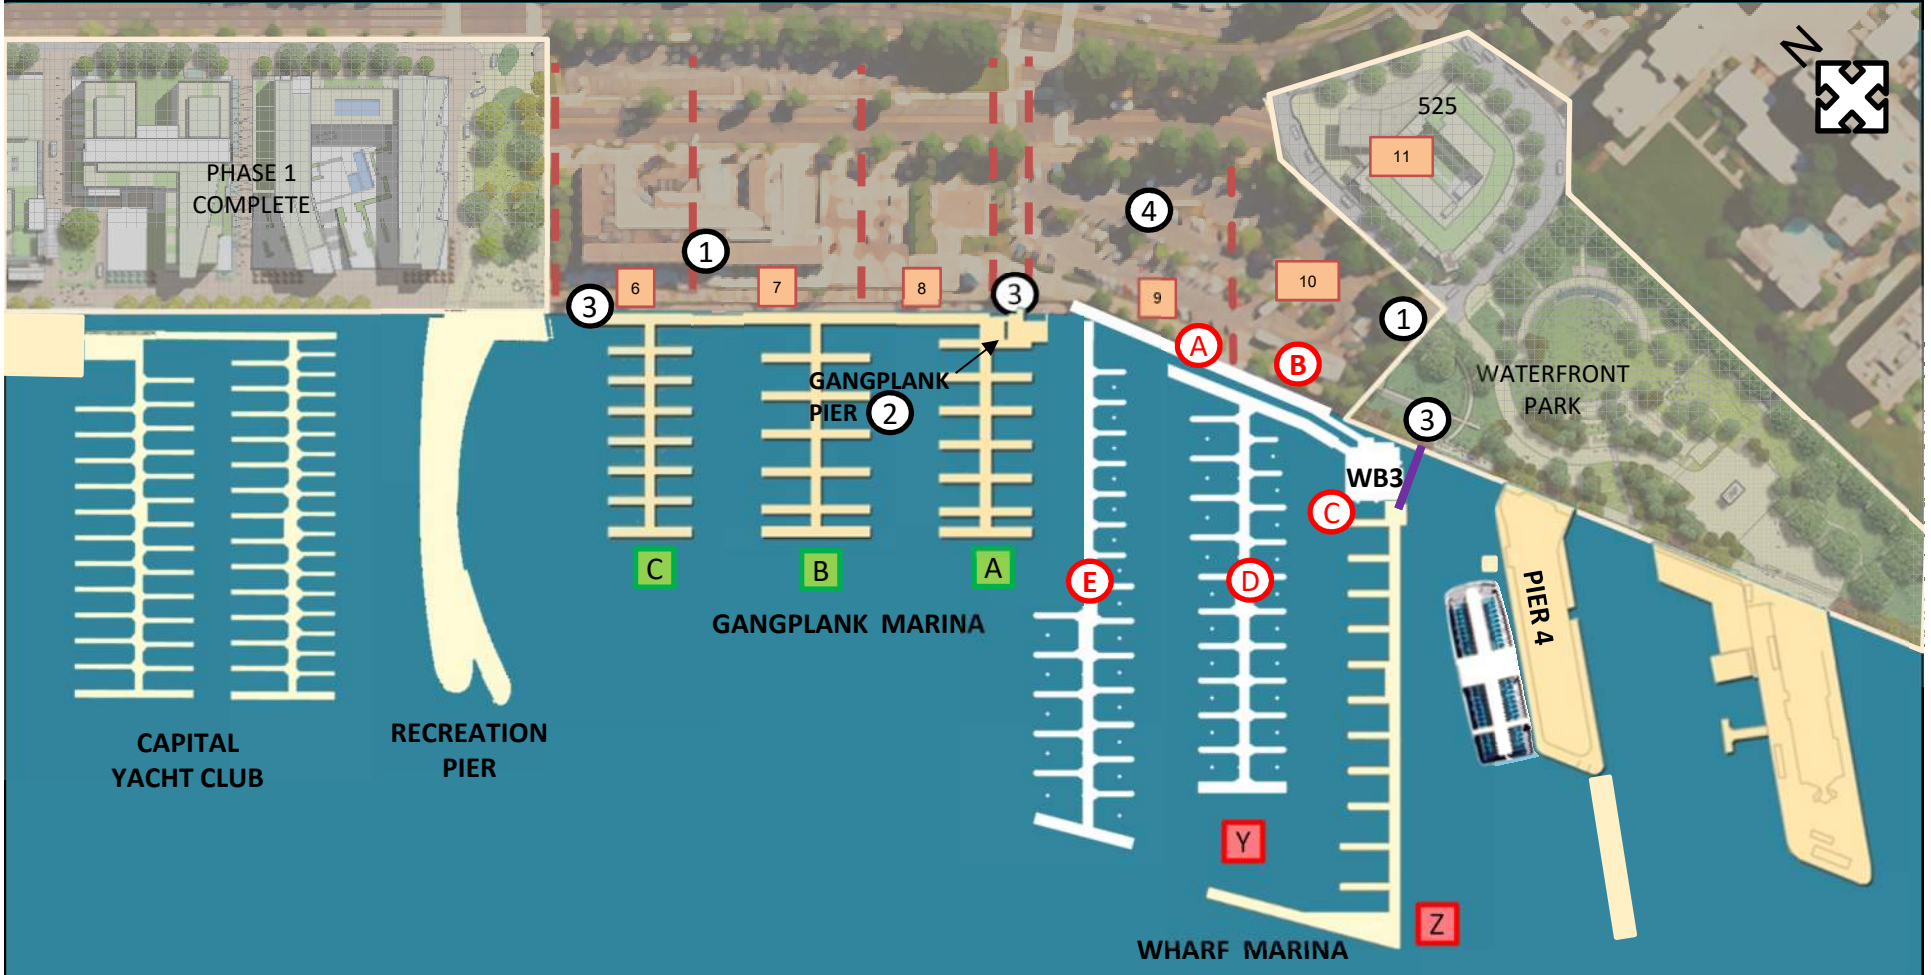 N
525
11
PHASE 1
COMPLETE
4
1
6
7
8
3
3
9
10
1
A
B
GANGPLANK
PIER
2
WATERFRONT
PARK
3
WB3
C
C
B
A
E
D
PIER 4
GANGPLANK MARINA
CAPITAL
YACHT CLUB
RECREATION
PIER
Y
Z
WHARF MARINA